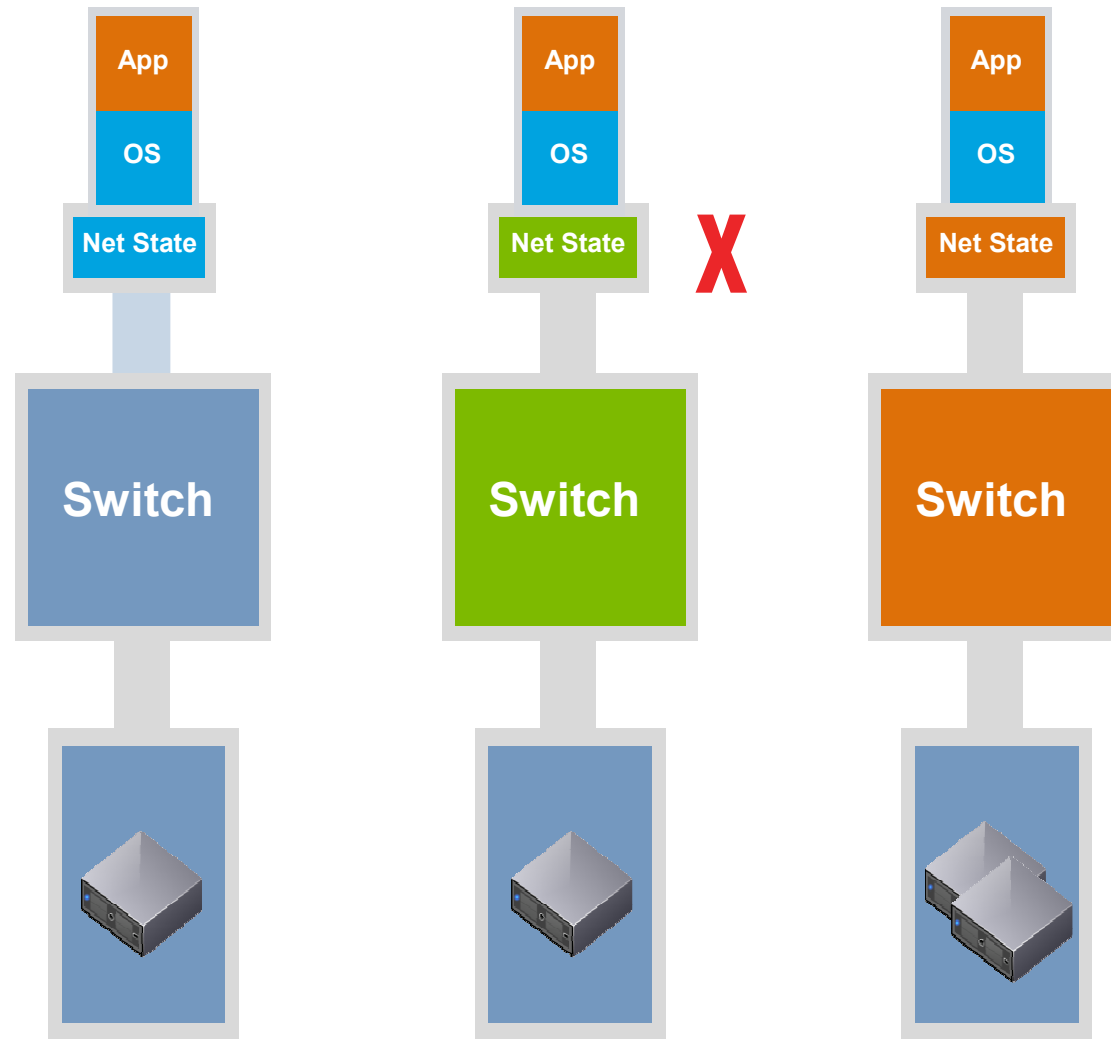 App
App
App
OS
OS
OS
Net State
Net State
X
Net State
Switch
Switch
Switch